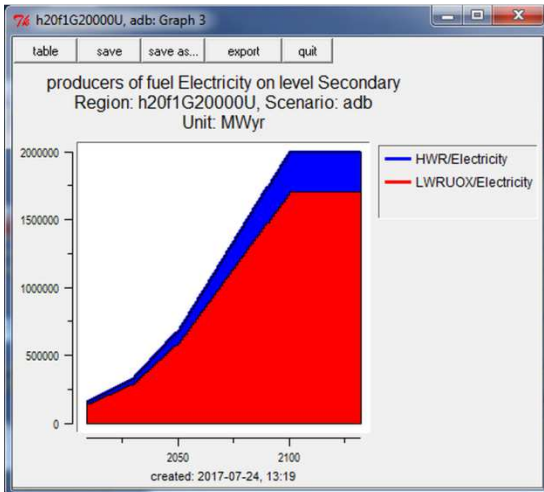 h20f1G20000U, adb: Graph 3
table save save as... export quit
producers of fuel Electricity on level Secondary
Region: h20f1G20000U, Scenario: adb
Unit: MWyr
2000000
1500000
1000000
500000
0
HWR/Electricity
LWRUOX/Electricity
2050 2100
created: 2017-07-24, 13:19